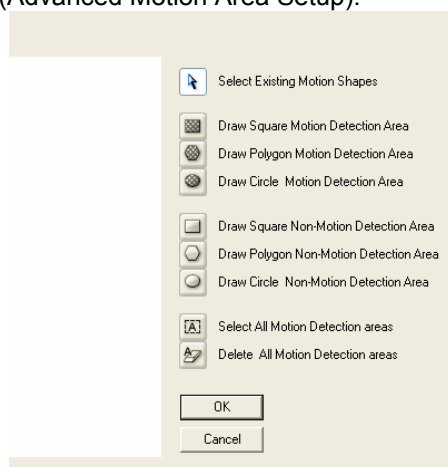 (Advanced Motion Area Setup).
Select Existing Motion Shapes
Draw Square Motion Detection Area
Draw Polygon Motion Detection Area
Draw Circle Motion Detection Area
Draw Square Non-Motion Detection Area
Draw Polygon Non-Motion Detection Area
Draw Circle Non-Motion Detection Area
Select All Motion Detection areas
Delete All Motion Detection areas
OK
Cancel